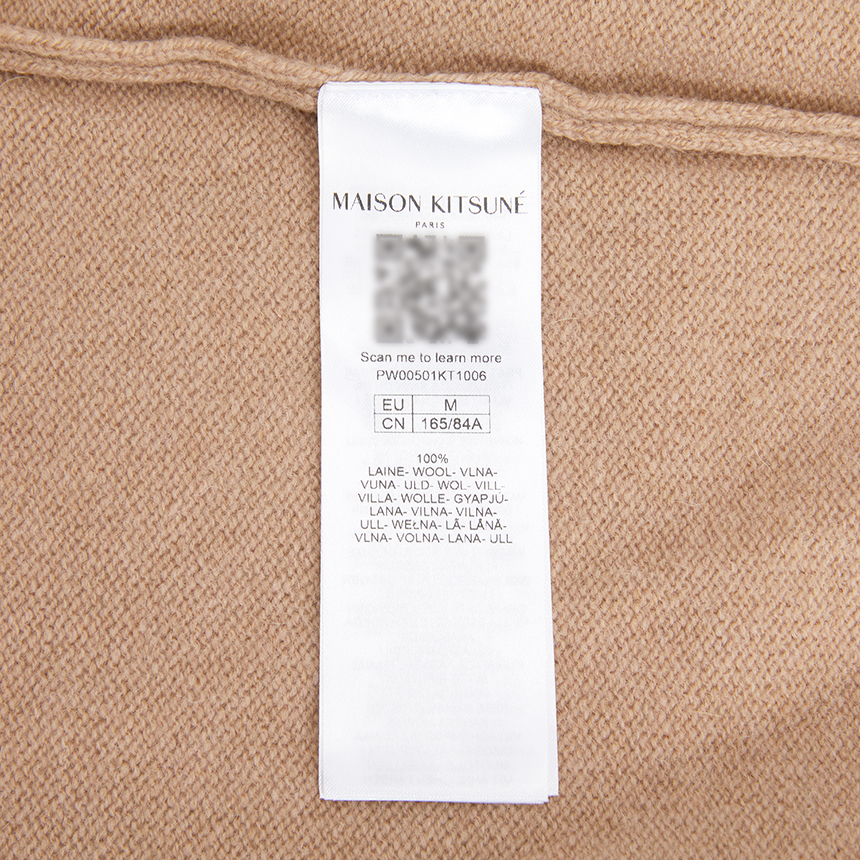 MAISON KITSUNÉ
PARIS
Scan me to learn more
PW00501KT1006
EU M
CN 165/84A
100%
LAINE- WOOL- VLNA-
VUNA- ULD- WOL- VILL-
VILLA- WOLLE- GYAPJÚ-
LANA- VILNA- VILNA-
ULL- WEŁNA- LÃ- LÂNĂ-
VLNA- VOLNA- LANA- ULL